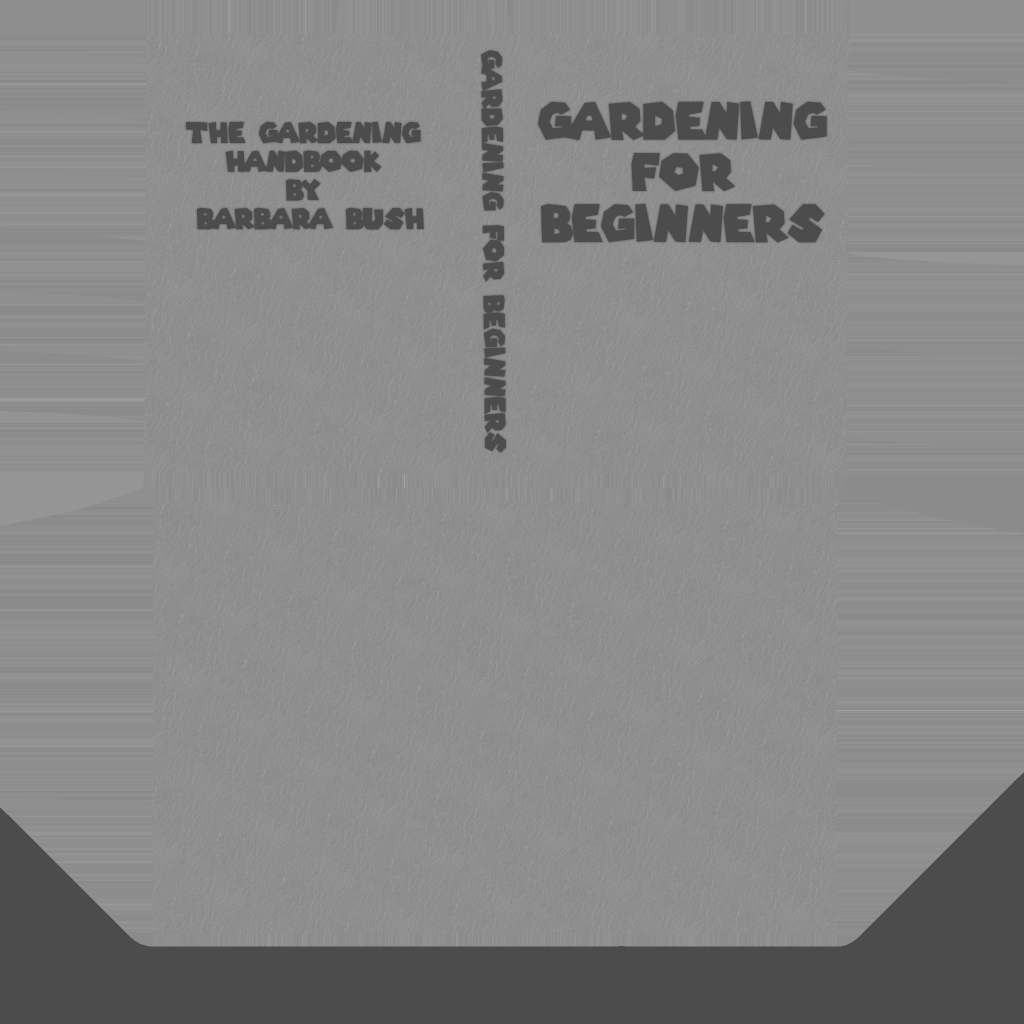 THE GARDENING
HANDBOOK
BY
BARBARA BUSH
GARDENING FOR BEGINNERS
GARDENING
FOR
BEGINNERS